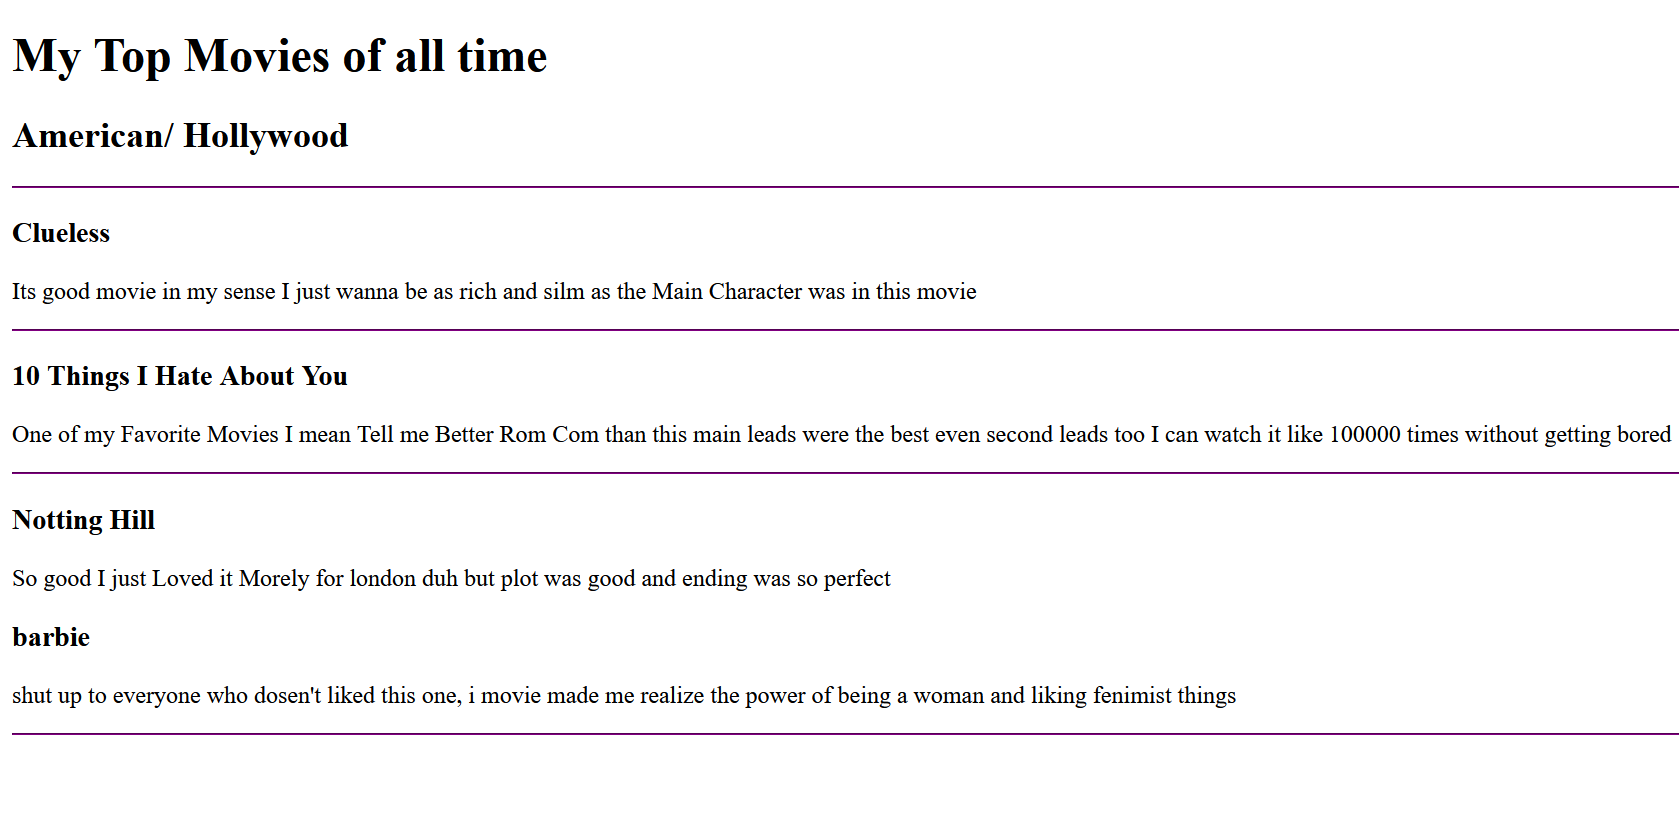 My Top Movies of all time
American/ Hollywood
Clueless
Its good movie in my sense I just wanna be as rich and silm as the Main Character was in this movie
10 Things I Hate About You
One of my Favorite Movies I mean Tell me Better Rom Com than this main leads were the best even second leads too I can watch it like 100000 times without getting bored
Notting Hill
So good I just Loved it Morely for london duh but plot was good and ending was so perfect
barbie
shut up to everyone who dosen't liked this one, i movie made me realize the power of being a woman and liking fenimist things